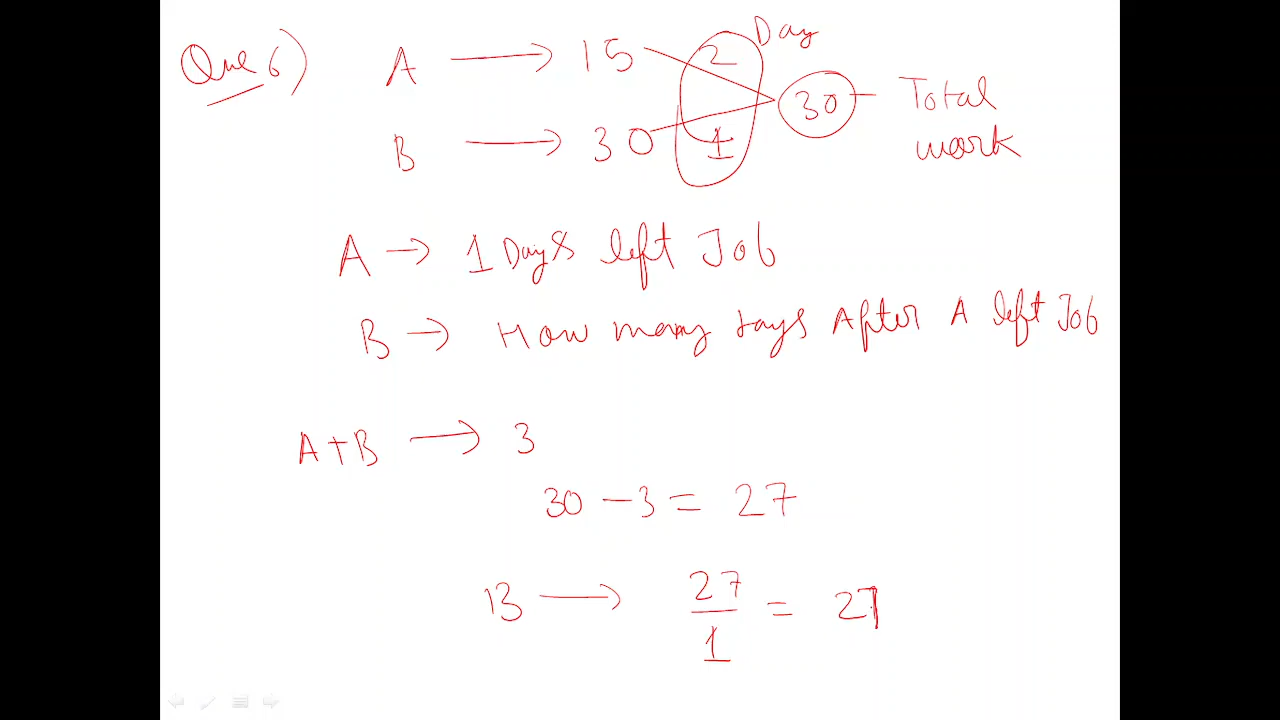 Que 6)
A → 15 2 Day
B → 30 1 30 - Total work
A → 1 Days left Job
B → How many days After A left Job
A+B → 3
30 - 3 = 27
B → 27/1 = 27